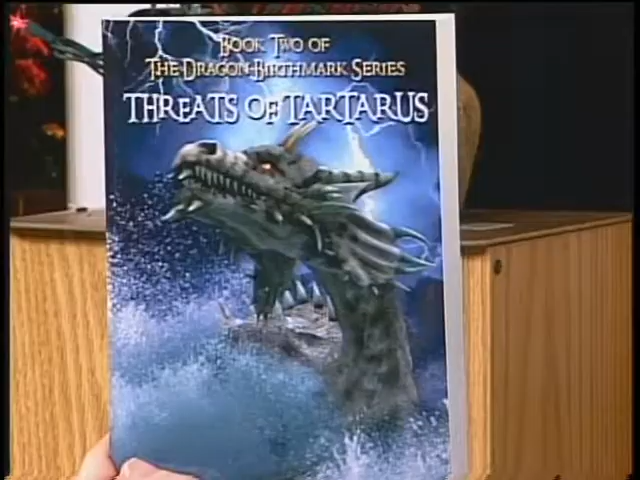 Book Two of
The Dragon Birthmark Series
Threats of Tartarus